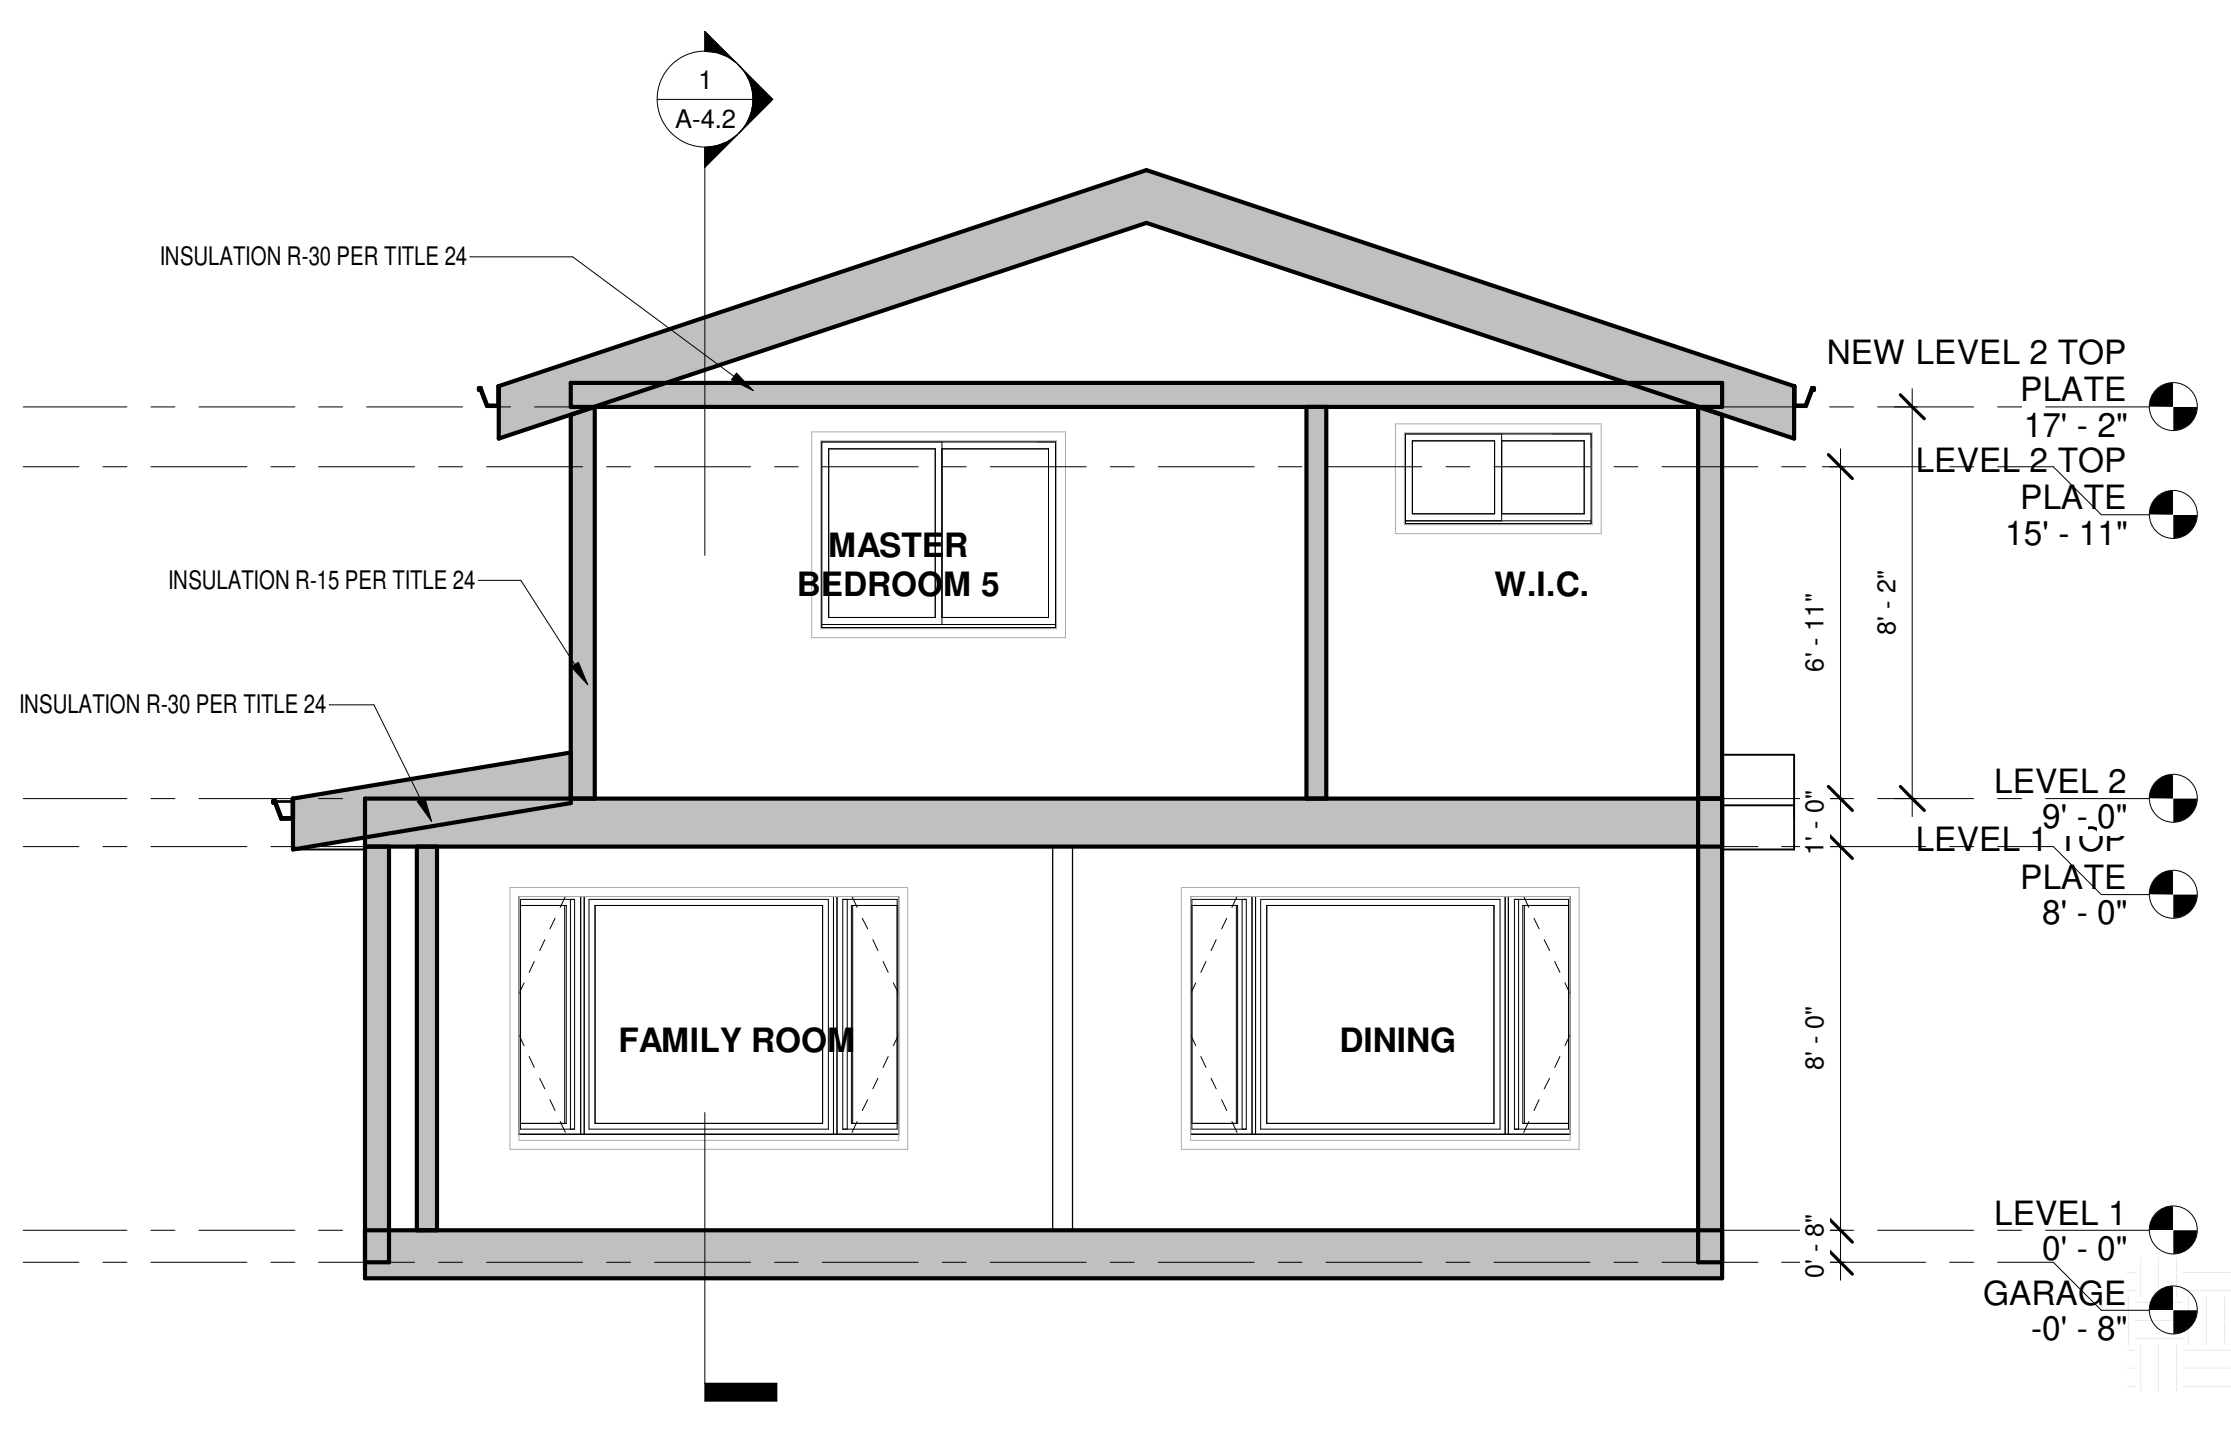 1
A-4.2
INSULATION R-30 PER TITLE 24
NEW LEVEL 2 TOP
PLATE
17' - 2"
LEVEL 2 TOP
PLATE
15' - 11"
MASTER
BEDROOM 5
W.I.C.
INSULATION R-15 PER TITLE 24
6' - 11"
8' - 2"
INSULATION R-30 PER TITLE 24
LEVEL 2
9' - 0"
1' - 0"
LEVEL 1 TOP
PLATE
8' - 0"
FAMILY ROOM
DINING
8' - 0"
LEVEL 1
0' - 0"
0' - 8"
GARAGE
-0' - 8"